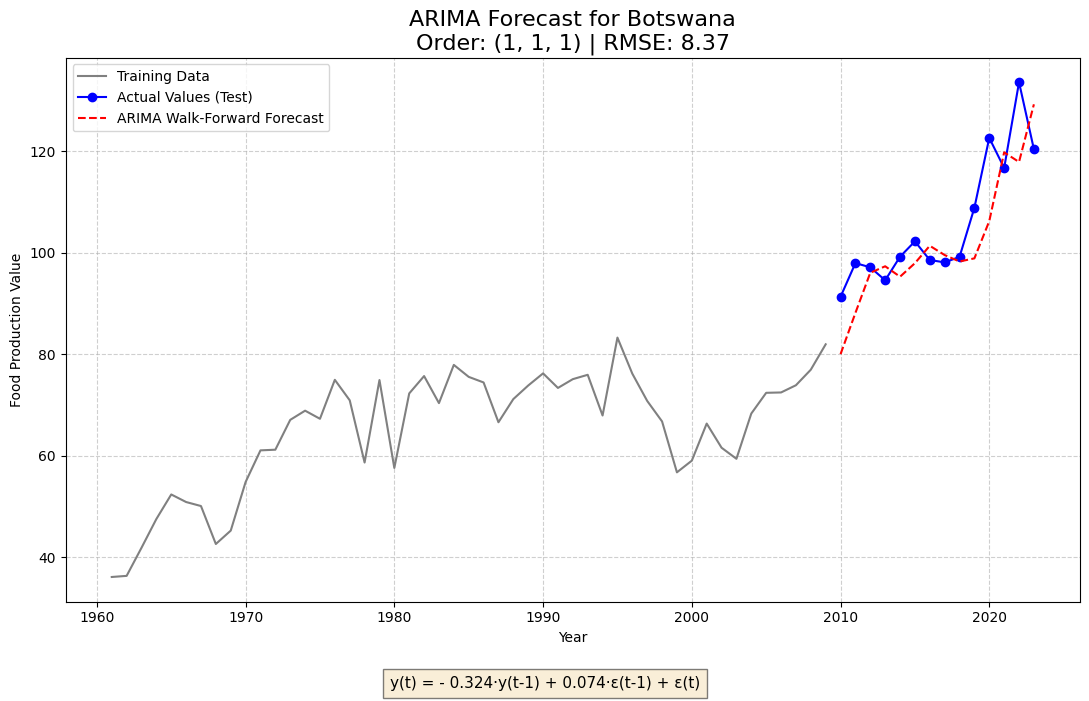 ARIMA Forecast for Botswana
Order: (1, 1, 1) | RMSE: 8.37
Training Data
Actual Values (Test)
ARIMA Walk-Forward Forecast
Food Production Value
120
100
80
60
40
1960 1970 1980 1990 2000 2010 2020
Year
y(t) = - 0.324·y(t-1) + 0.074·ε(t-1) + ε(t)